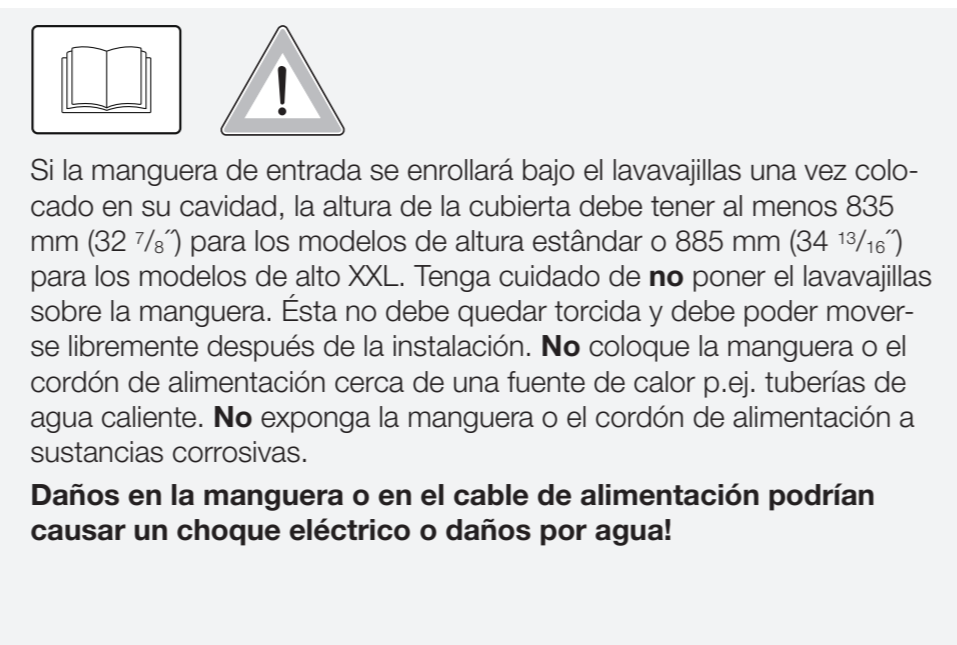 Si la manguera de entrada se enrollará bajo el lavavajillas una vez colo-
cado en su cavidad, la altura de la cubierta debe tener al menos 835
mm (32 7/8˝) para los modelos de altura estândar o 885 mm (34 13/16˝)
para los modelos de alto XXL. Tenga cuidado de no poner el lavavajillas
sobre la manguera. Ésta no debe quedar torcida y debe poder mover-
se libremente después de la instalación. No coloque la manguera o el
cordón de alimentación cerca de una fuente de calor p.ej. tuberías de
agua caliente. No exponga la manguera o el cordón de alimentación a
sustancias corrosivas.
Daños en la manguera o en el cable de alimentación podrían
causar un choque eléctrico o daños por agua!